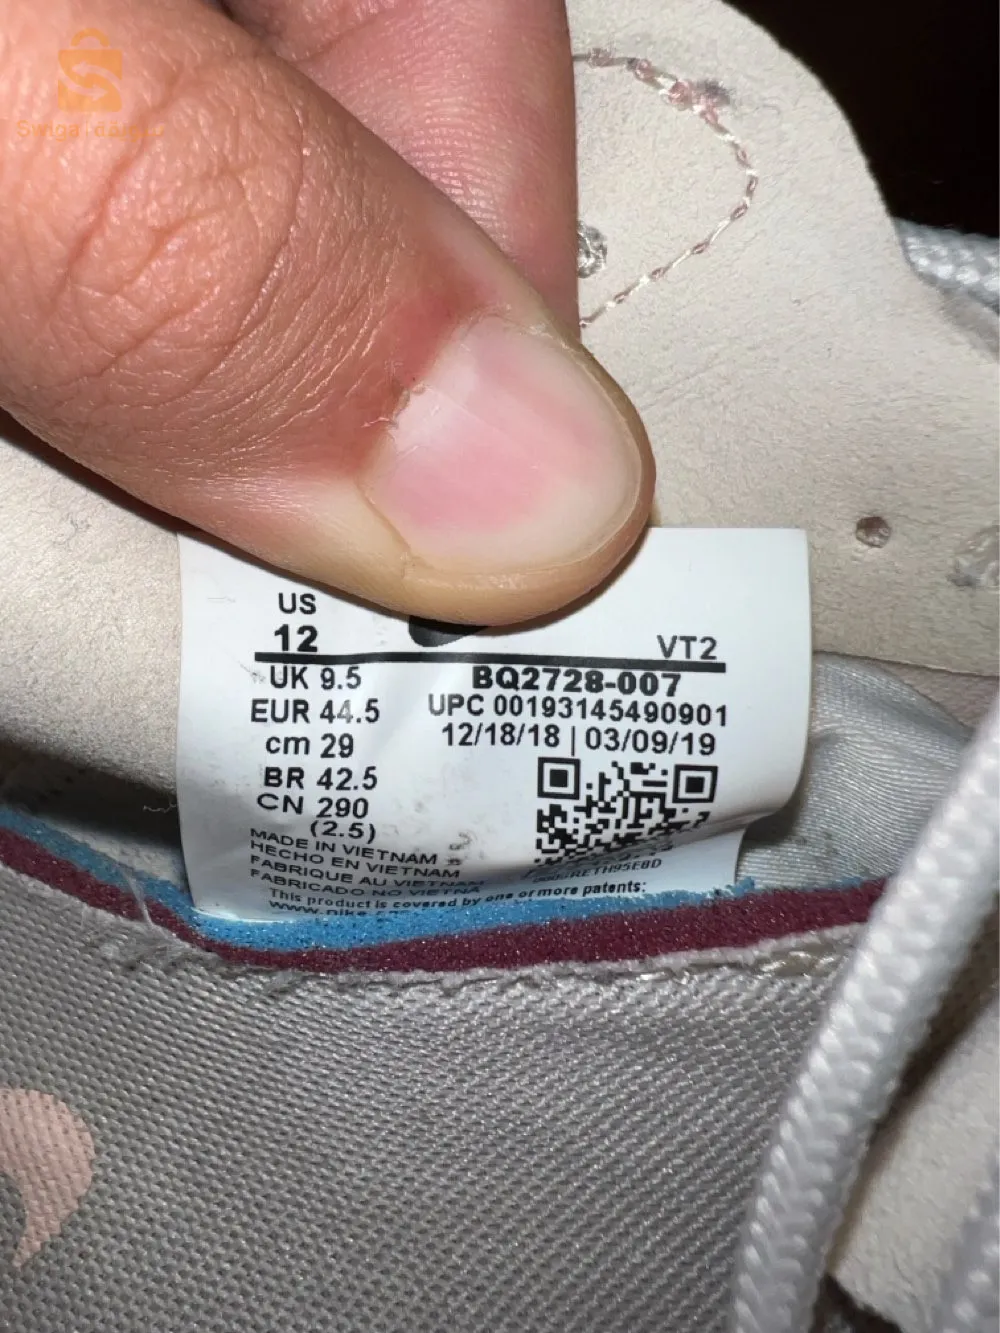 US
12
VT2
UK 9.5
BQ2728-007
EUR 44.5
UPC 00193145490901
cm 29
12/18/18 | 03/09/19
BR 42.5
CN 290
(2.5)
MADE IN VIETNAM
HECHO EN VIETNAM
FABRIQUE AU VIETNAM
FABRICADO NO VIETNA
This product is covered by one or more patents: